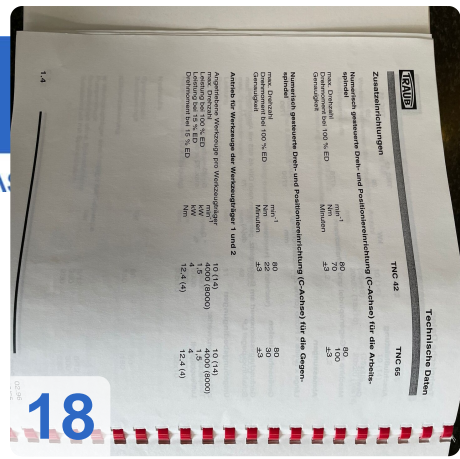 TRAUB
Technische Daten
Zusatzeinrichtungen
TNC 42
TNC 65
Numerisch gesteuerte Dreh- und Positioniereinrichtung (C-Achse) für die Arbeits-
spindel
max. Drehzahl min⁻¹ 80 80
Drehmoment bei 100 % ED Nm 70 100
Genauigkeit Minuten ±3 ±3
Numerisch gesteuerte Dreh- und Positioniereinrichtung (C-Achse) für die Gegen-
spindel
max. Drehzahl min⁻¹ 80 80
Drehmoment bei 100 % ED Nm 22 30
Genauigkeit Minuten ±3 ±3
Antrieb für Werkzeuge der Werkzeugträger 1 und 2
Angetriebene Werkzeuge pro Werkzeugträger 10 (14) 10 (14)
max. Drehzahl min⁻¹ 4000 (8000) 4000 (8000)
Leistung bei 100 % ED kW 1,5 1,5
Leistung bei 15 % ED kW 4 4
Drehmoment bei 15 % ED Nm 12,4 (4) 12,4 (4)
1.4
18